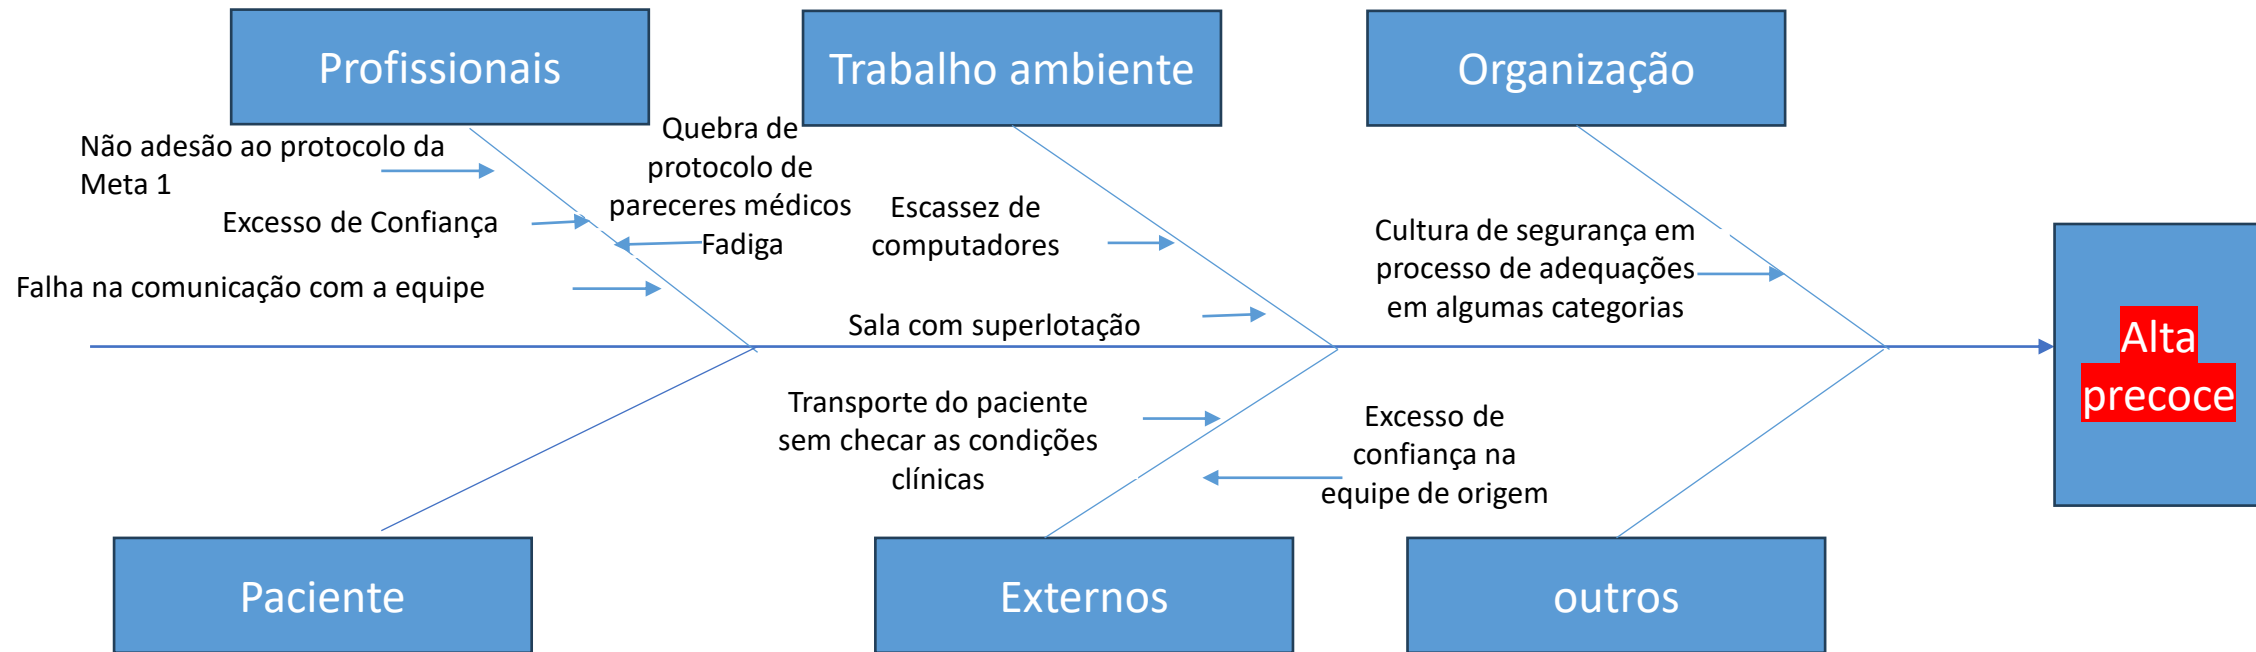 Profissionais
Trabalho ambiente
Organização
Não adesão ao protocolo da
Meta 1
Excesso de Confiança
Falha na comunicação com a equipe
Quebra de
protocolo de
pareceres médicos
Fadiga
Escassez de
computadores
Sala com superlotação
Cultura de segurança em
processo de adequações
em algumas categorias
Alta
precoce
Transporte do paciente
sem checar as condições
clínicas
Excesso de
confiança na
equipe de origem
Paciente
Externos
outros